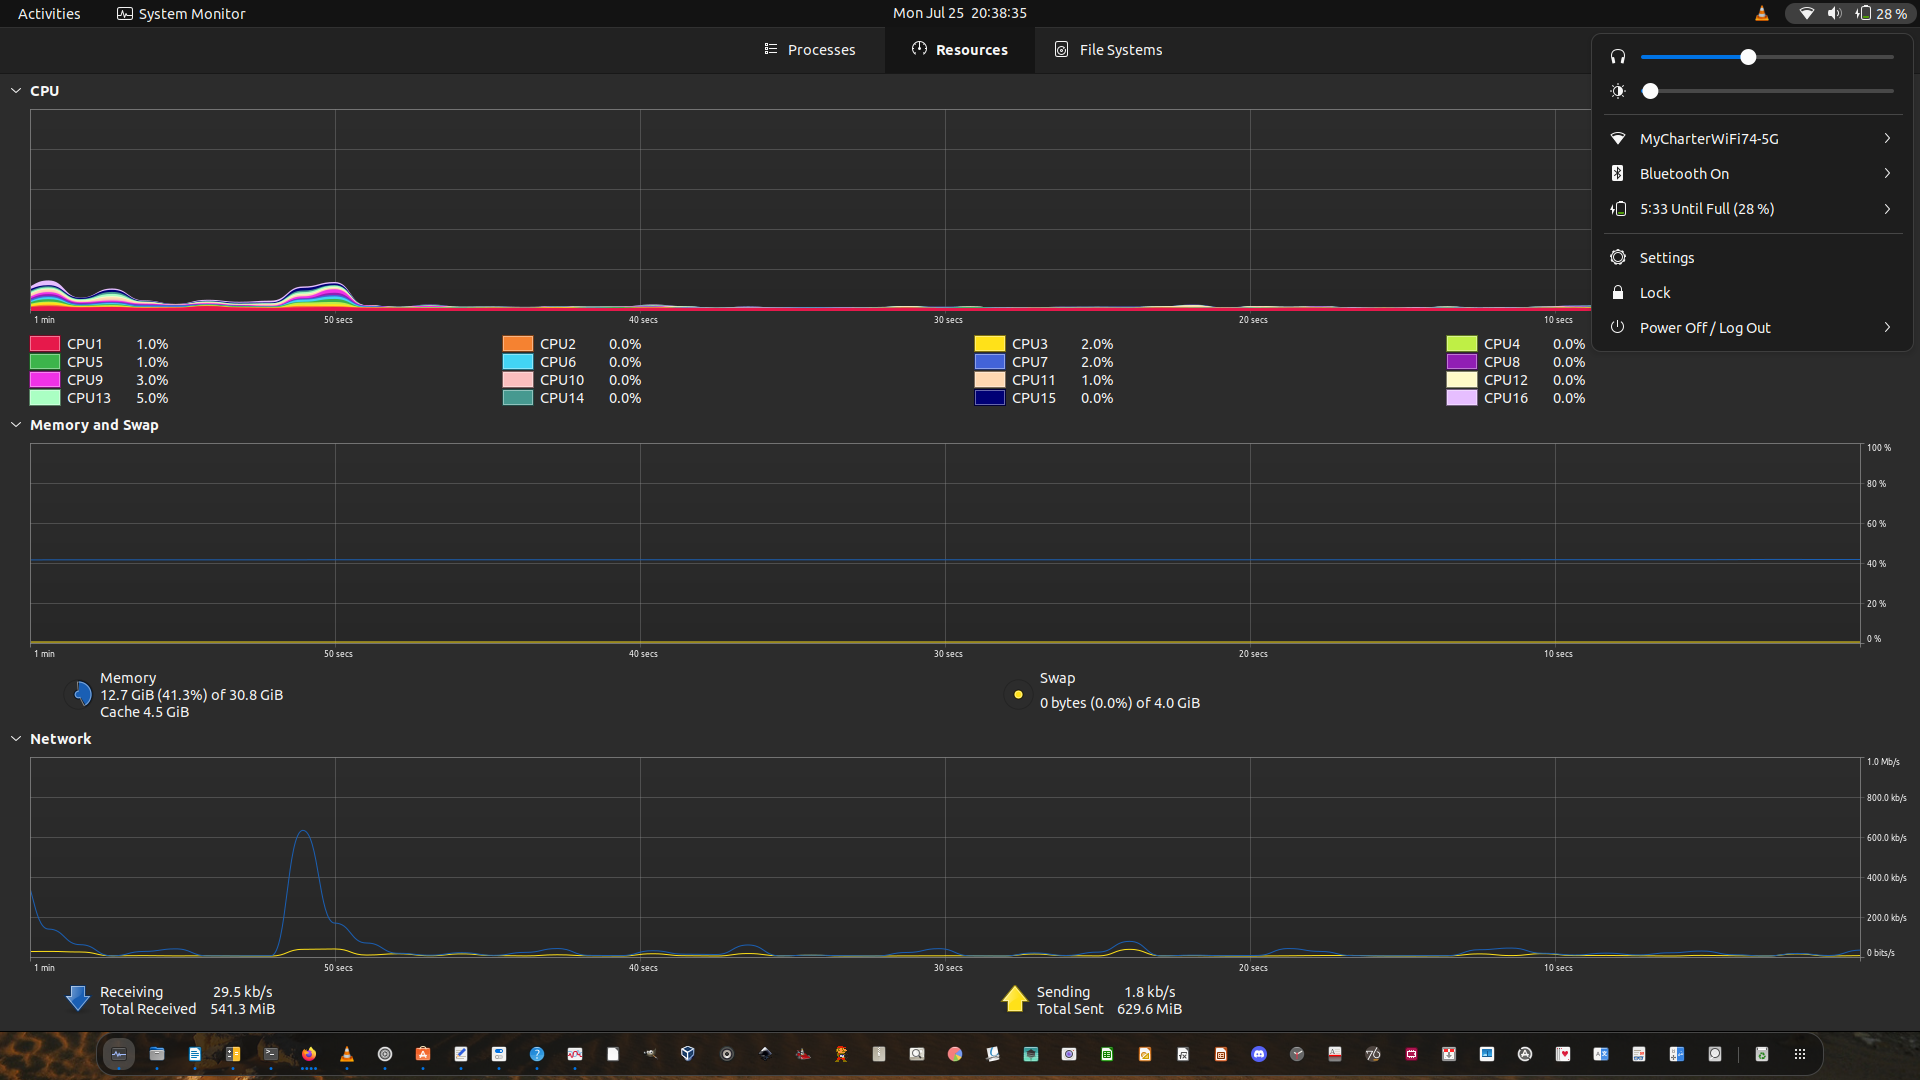 Activities
System Monitor
Mon Jul 25 20:38:35
28 %
Processes
Resources
File Systems
MyCharterWiFi74-5G
Bluetooth On
5:33 Until Full (28 %)
Settings
Lock
Power Off / Log Out
CPU
1 min 50 secs 40 secs 30 secs 20 secs 10 secs
CPU1 1.0% CPU2 0.0% CPU3 2.0% CPU4 0.0%
CPU5 1.0% CPU6 0.0% CPU7 2.0% CPU8 0.0%
CPU9 3.0% CPU10 0.0% CPU11 1.0% CPU12 0.0%
CPU13 5.0% CPU14 0.0% CPU15 0.0% CPU16 0.0%
Memory and Swap
100 %
80 %
60 %
40 %
20 %
0 %
1 min 50 secs 40 secs 30 secs 20 secs 10 secs
Memory
12.7 GiB (41.3%) of 30.8 GiB
Cache 4.5 GiB
Swap
0 bytes (0.0%) of 4.0 GiB
Network
1.0 Mb/s
800.0 kb/s
600.0 kb/s
400.0 kb/s
200.0 kb/s
0 bits/s
1 min 50 secs 40 secs 30 secs 20 secs 10 secs
Receiving 29.5 kb/s
Total Received 541.3 MiB
Sending 1.8 kb/s
Total Sent 629.6 MiB